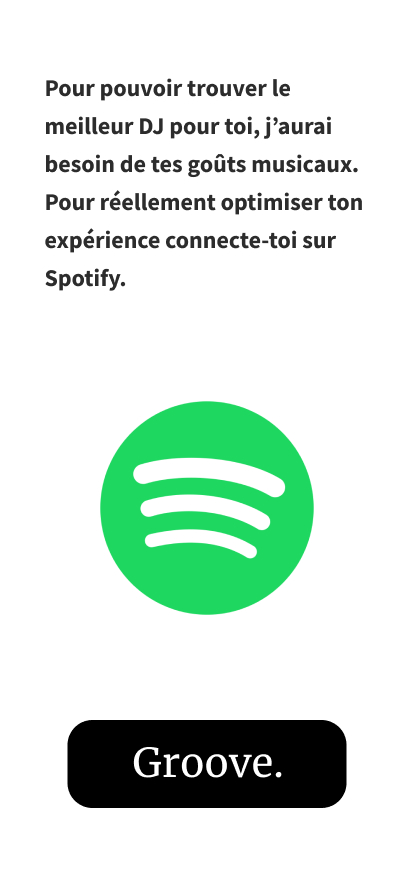 Pour pouvoir trouver le
meilleur DJ pour toi, j’aurai
besoin de tes goûts musicaux.
Pour réellement optimiser ton
expérience connecte-toi sur
Spotify.
Groove.